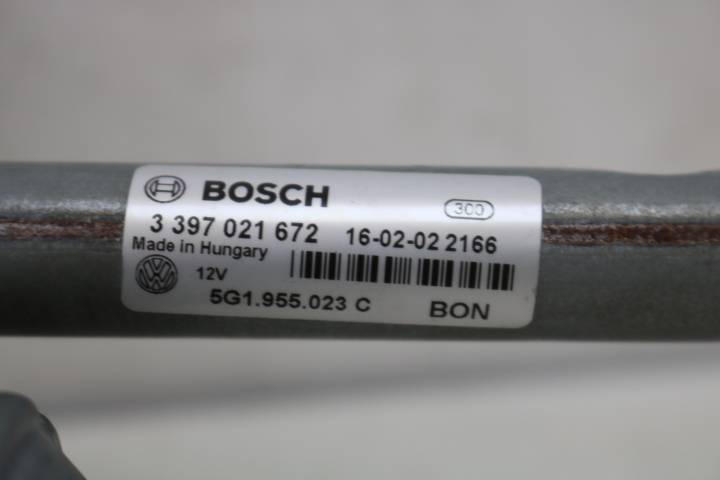 BOSCH
300
3 397 021 672 16-02-02 2166
Made in Hungary
12V
5G1.955.023 C BON